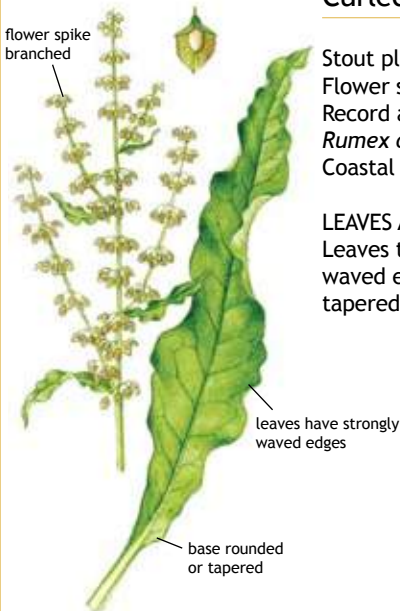 Curled
flower spike
branched
Stout pl
Flower s
Record a
Rumex c
Coastal
LEAVES A
Leaves t
waved e
tapered
leaves have strongly
waved edges
base rounded
or tapered